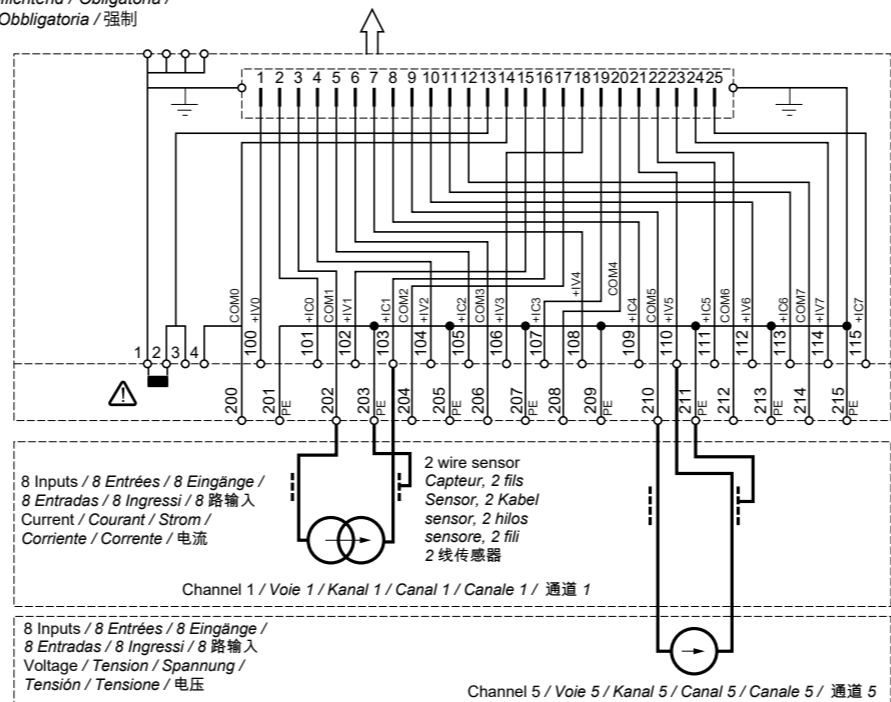 Obbligatoria / 强制
1 2 3 4 5 6 7 8 9 10 11 12 13 14 15 16 17 18 19 20 21 22 23 24 25
COM0 +IV0 +IC0 COM1 +IV1 +IC1 COM2 +IV2 +IC2 COM3 +IV3 +IC3 +IV4 COM4 +IC4 COM5 +IV5 +IC5 COM6 +IV6 +IC6 COM7 +IV7 +IC7
1 2 3 4 100 101 102 103 104 105 106 107 108 109 110 111 112 113 114 115
200 201 PE 202 203 PE 204 205 PE 206 207 PE 208 209 PE 210 211 PE 212 213 PE 214 215 PE
8 Inputs / 8 Entrées / 8 Eingänge /
8 Entradas / 8 Ingressi / 8 路输入
Current / Courant / Strom /
Corriente / Corrente / 电流
2 wire sensor
Capteur, 2 fils
Sensor, 2 Kabel
sensor, 2 hilos
sensore, 2 fili
2 线传感器
Channel 1 / Voie 1 / Kanal 1 / Canal 1 / Canale 1 / 通道 1
8 Inputs / 8 Entrées / 8 Eingänge /
8 Entradas / 8 Ingressi / 8 路输入
Voltage / Tension / Spannung /
Tensión / Tensione / 电压
Channel 5 / Voie 5 / Kanal 5 / Canal 5 / Canale 5 / 通道 5